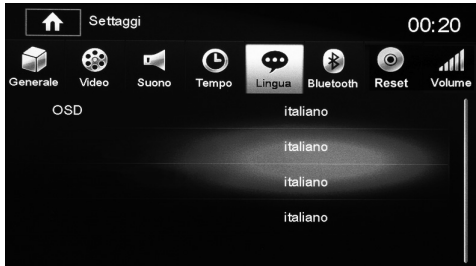 Settaggi 00:20
Generale Video Suono Tempo Lingua Bluetooth Reset Volume
OSD italiano
italiano
italiano
italiano